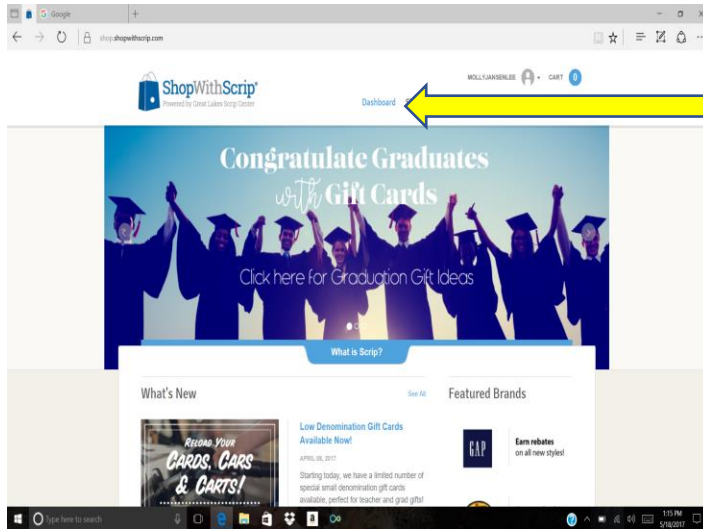 Google
shop.shopwithscrip.com
MOLLYJANSENLEE
CART 0
ShopWithScrip
Powered by Great Lakes Scrip Center
Dashboard
Congratulate Graduates
with Gift Cards
Click here for Graduation Gift Ideas
What is Scrip?
What's New
See All
Featured Brands
RELOAD YOUR
CARDS, CARS
& CARTS!
Low Denomination Gift Cards
Available Now!
APRIL 28, 2017
Starting today, we have a limited number of
special small denomination gift cards
available, perfect for teacher and grad gifts!
GAP
Earn rebates
on all new styles!
Type here to search
1:15 PM
5/18/2017